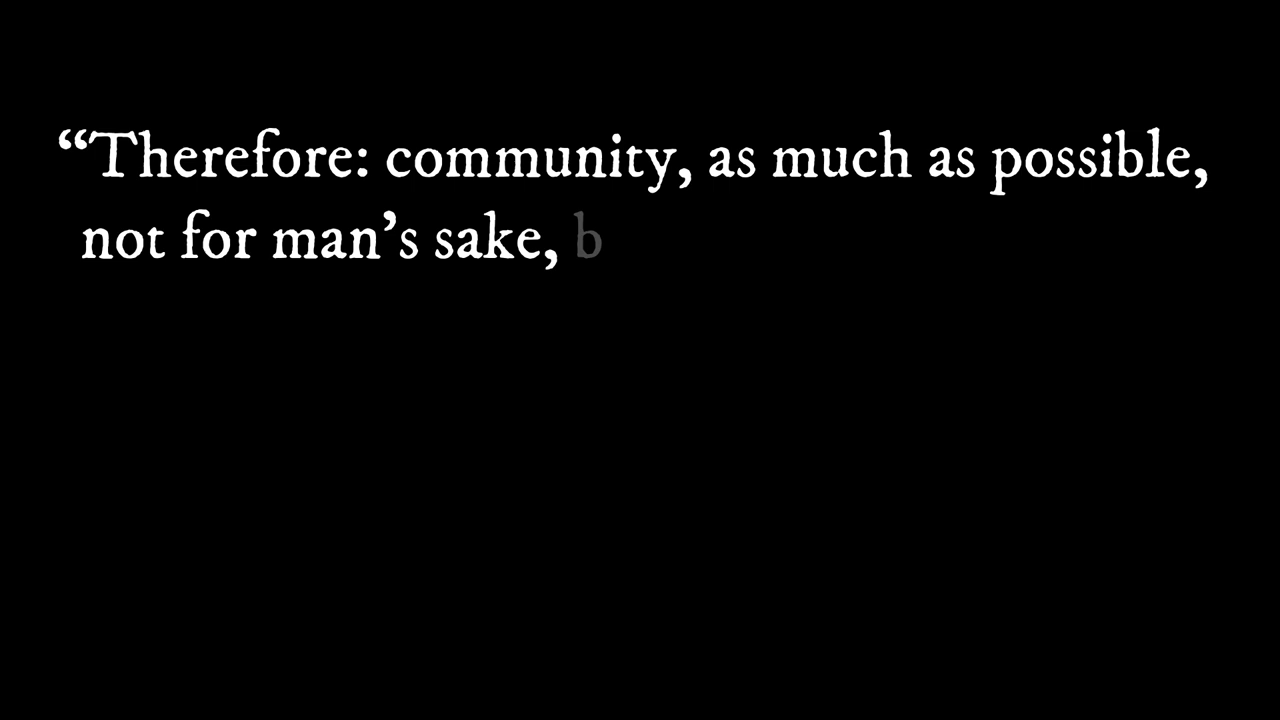 “Therefore: community, as much as possible,
not for man’s sake, b